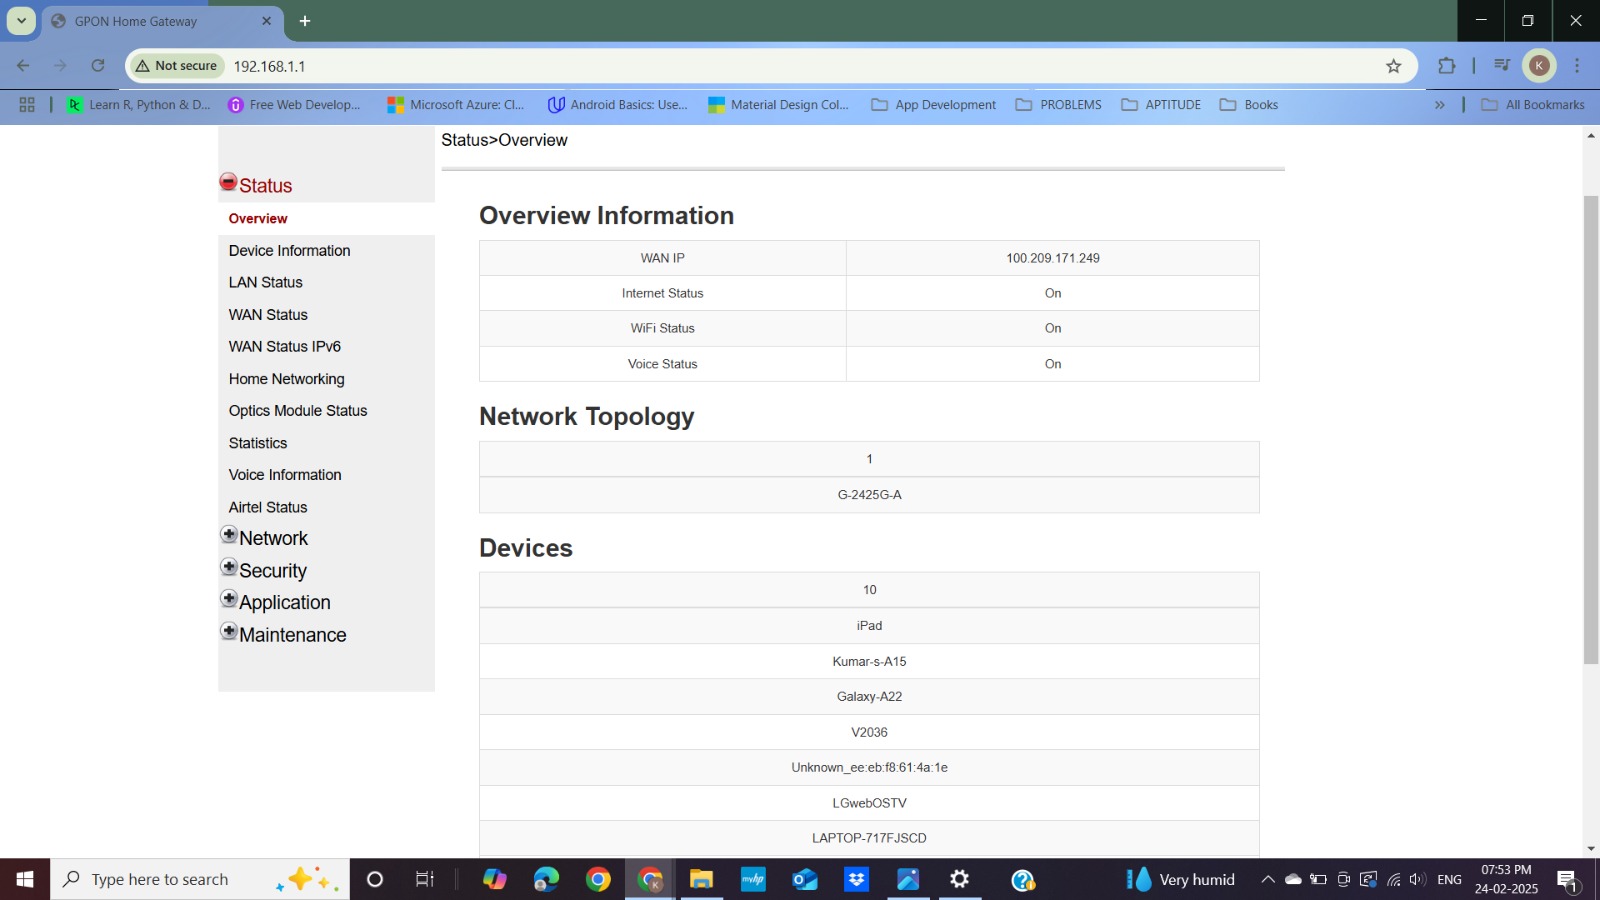 GPON Home Gateway
Not secure
192.168.1.1
K
Learn R, Python & D...
Free Web Develop...
Microsoft Azure: Cl...
Android Basics: Use...
Material Design Col...
App Development
PROBLEMS
APTITUDE
Books
All Bookmarks
Status>Overview
Status
Overview
Device Information
LAN Status
WAN Status
WAN Status IPv6
Home Networking
Optics Module Status
Statistics
Voice Information
Airtel Status
Network
Security
Application
Maintenance
Overview Information
WAN IP 100.209.171.249
Internet Status On
WiFi Status On
Voice Status On
Network Topology
1
G-2425G-A
Devices
10
iPad
Kumar-s-A15
Galaxy-A22
V2036
Unknown_ee:eb:f8:61:4a:1e
LGwebOSTV
LAPTOP-717FJSCD
Type here to search
myhp
Very humid
ENG
07:53 PM
24-02-2025
1